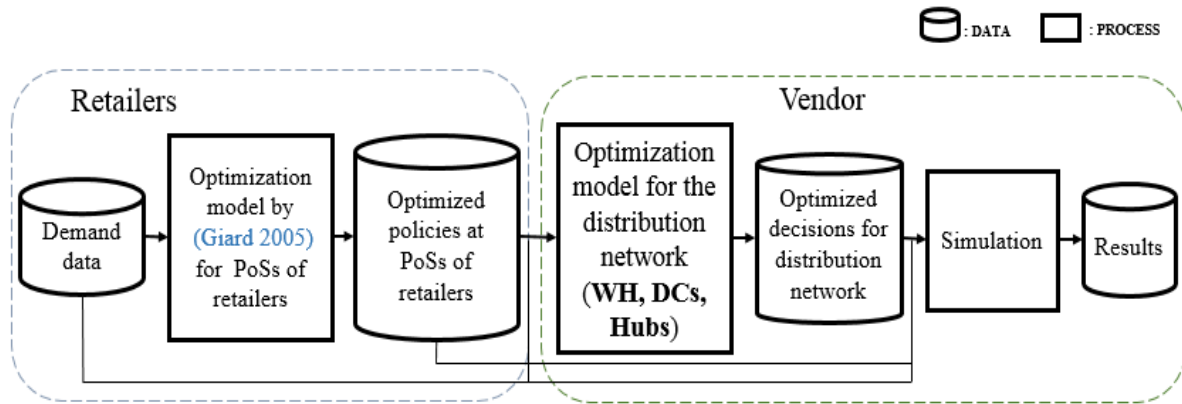 : DATA
: PROCESS
Retailers
Vendor
Demand
data
Optimization
model by
(Giard 2005)
for PoSs of
retailers
Optimized
policies at
PoSs of
retailers
Optimization
model for the
distribution
network
(WH, DCs,
Hubs)
Optimized
decisions for
distribution
network
Simulation
Results